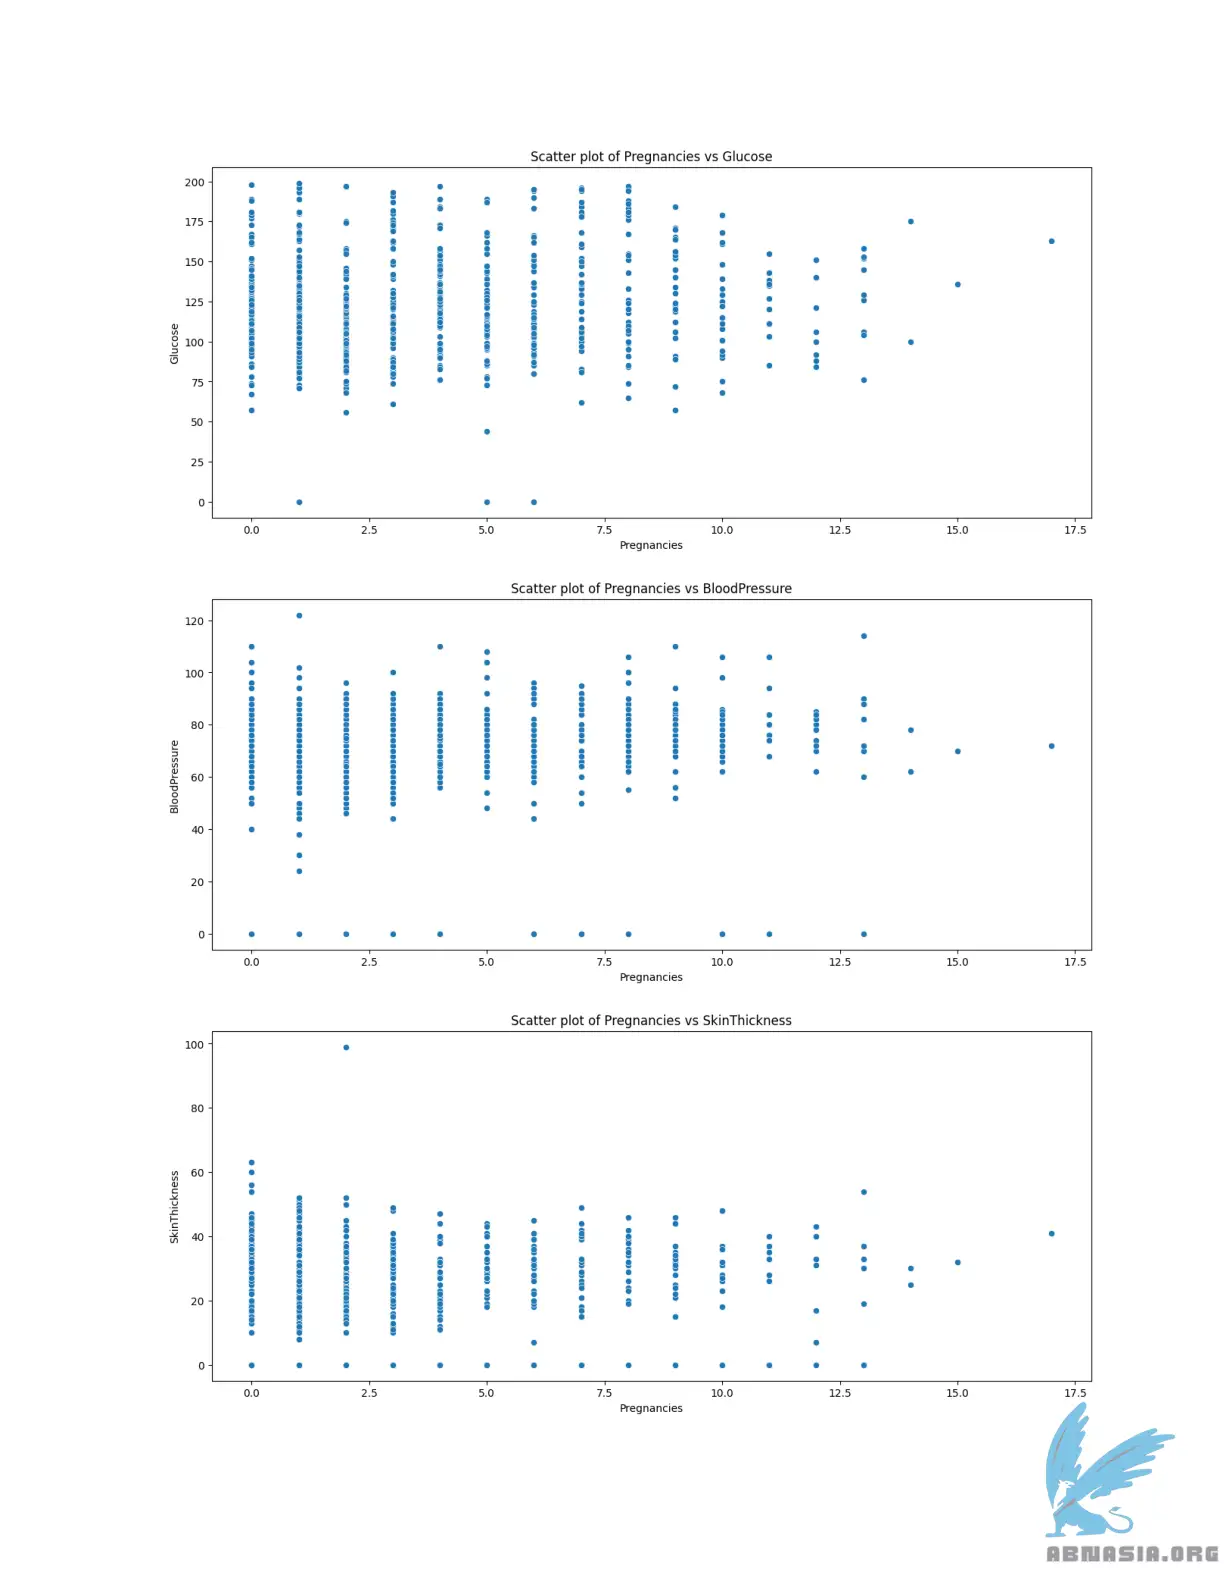 Scatter plot of Pregnancies vs Glucose
200
175
150
125
100
75
50
25
0
Glucose
0.0 2.5 5.0 7.5 10.0 12.5 15.0 17.5
Pregnancies
Scatter plot of Pregnancies vs BloodPressure
120
100
80
60
40
20
0
BloodPressure
0.0 2.5 5.0 7.5 10.0 12.5 15.0 17.5
Pregnancies
Scatter plot of Pregnancies vs SkinThickness
100
80
60
40
20
0
SkinThickness
0.0 2.5 5.0 7.5 10.0 12.5 15.0 17.5
Pregnancies
ABNASIA.ORG